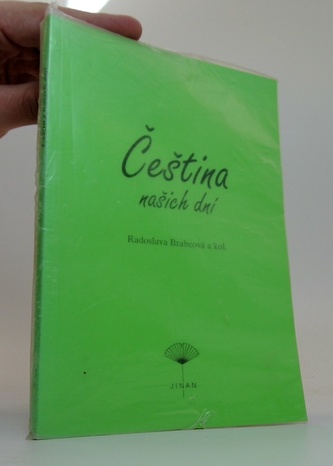 Čeština
našich dní
Radoslava Brabcová a kol.
JINAN